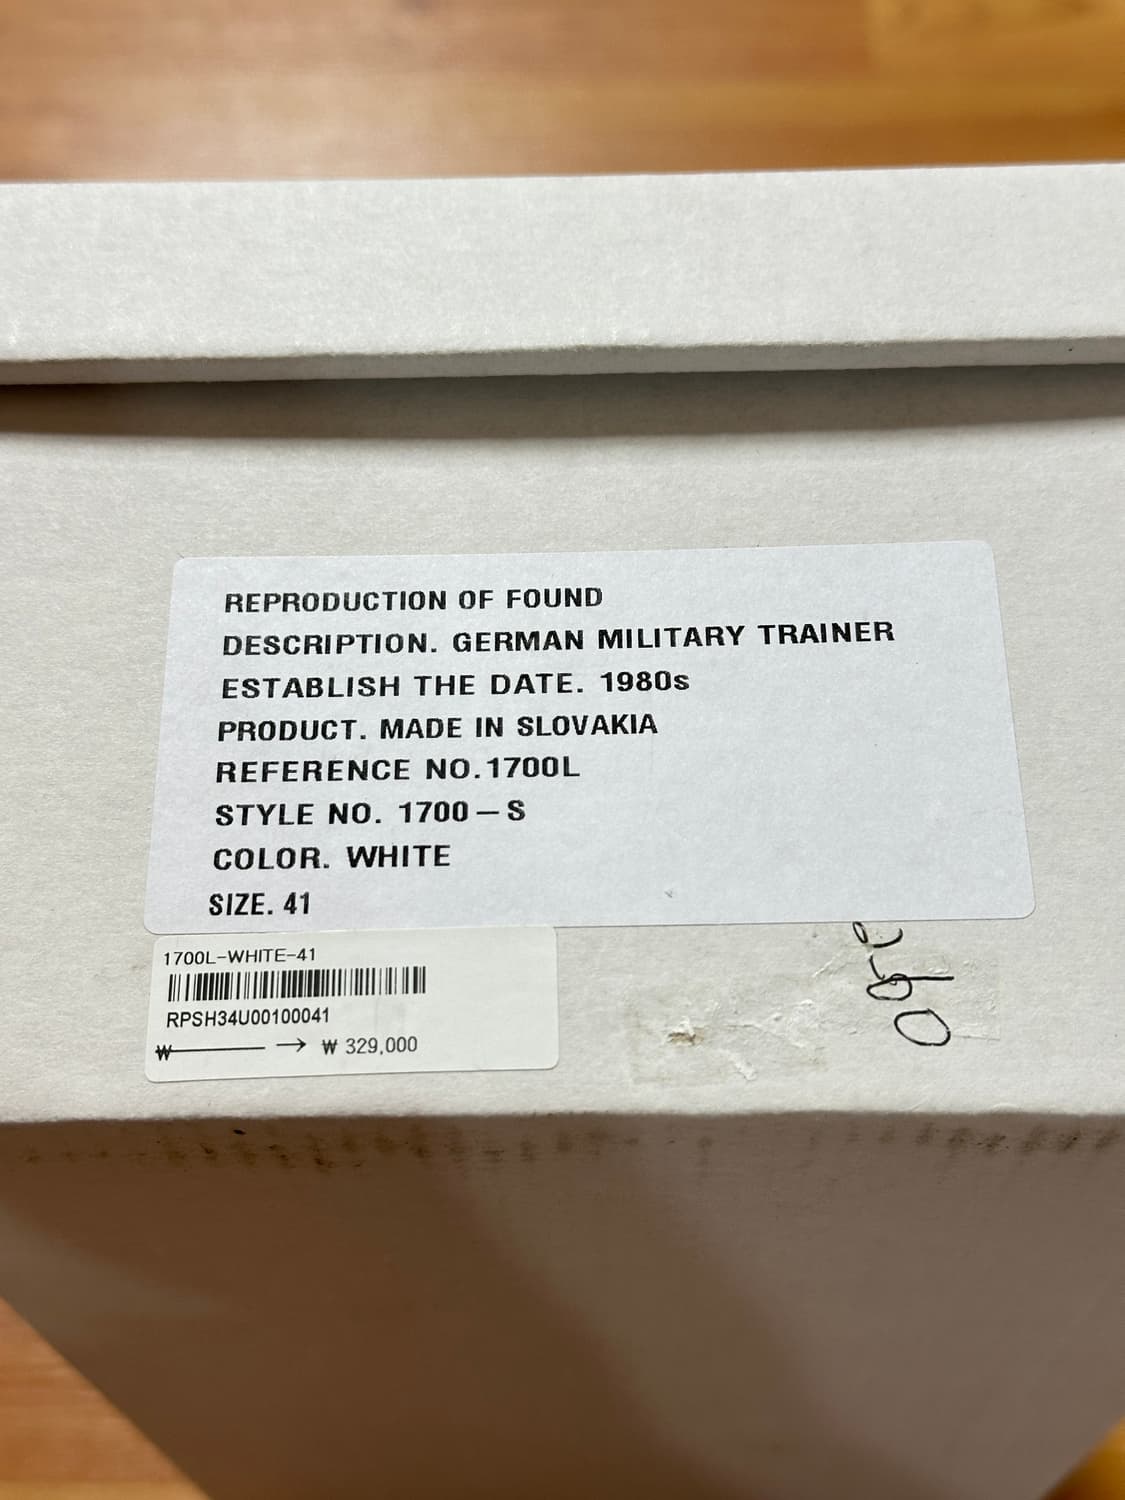 REPRODUCTION OF FOUND
DESCRIPTION. GERMAN MILITARY TRAINER
ESTABLISH THE DATE. 1980s
PRODUCT. MADE IN SLOVAKIA
REFERENCE NO.1700L
STYLE NO. 1700 — S
COLOR. WHITE
SIZE. 41
1700L-WHITE-41
RPSH34U00100041
₩ → ₩ 329,000